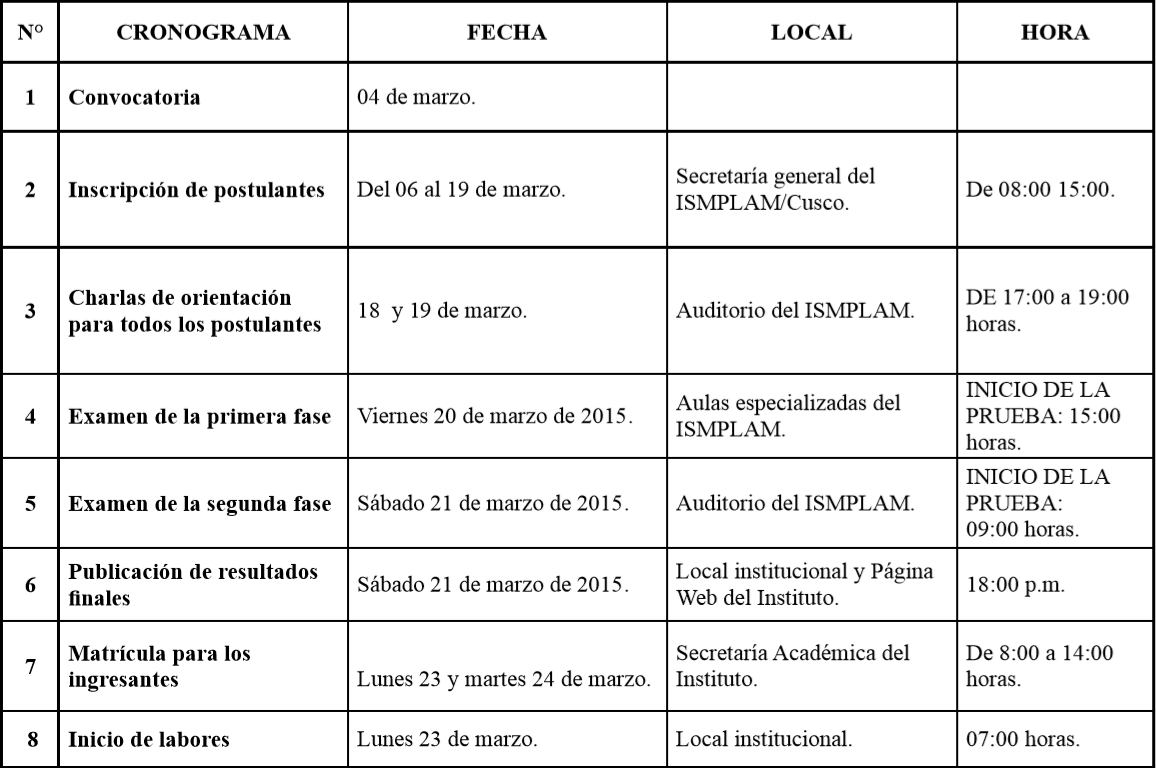 N° CRONOGRAMA FECHA LOCAL HORA
1 Convocatoria 04 de marzo.
2 Inscripción de postulantes Del 06 al 19 de marzo. Secretaría general del
ISMPLAM/Cusco. De 08:00 15:00.
3 Charlas de orientación
para todos los postulantes 18 y 19 de marzo. Auditorio del ISMPLAM. DE 17:00 a 19:00
horas.
4 Examen de la primera fase Viernes 20 de marzo de 2015. Aulas especializadas del
ISMPLAM. INICIO DE LA
PRUEBA: 15:00
horas.
5 Examen de la segunda fase Sábado 21 de marzo de 2015. Auditorio del ISMPLAM. INICIO DE LA
PRUEBA:
09:00 horas.
6 Publicación de resultados
finales Sábado 21 de marzo de 2015. Local institucional y Página
Web del Instituto. 18:00 p.m.
7 Matrícula para los
ingresantes Lunes 23 y martes 24 de marzo. Secretaría Académica del
Instituto. De 8:00 a 14:00
horas.
8 Inicio de labores Lunes 23 de marzo. Local institucional. 07:00 horas.